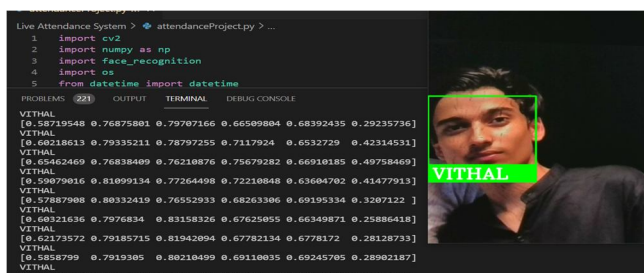 Live Attendance System > attendanceProject.py > ...
1 import cv2
2 import numpy as np
3 import face_recognition
4 import os
5 from datetime import datetime
PROBLEMS 221 OUTPUT TERMINAL DEBUG CONSOLE
VITHAL
[0.58719548 0.76875801 0.79707166 0.66509804 0.68392435 0.29235736]
VITHAL
[0.60218613 0.79335211 0.78797255 0.7117924 0.6532729 0.42314531]
VITHAL
[0.65462469 0.76838409 0.76210876 0.75679282 0.66910185 0.49758469]
VITHAL
[0.59079016 0.81099134 0.77264498 0.72210848 0.63604702 0.41477913]
VITHAL
[0.57887908 0.80332419 0.76552933 0.68263306 0.69195334 0.3207122 ]
VITHAL
[0.60321636 0.7976834 0.83158326 0.67625055 0.66349871 0.25886418]
VITHAL
[0.62173572 0.79185715 0.81942094 0.67782134 0.6778172 0.28128733]
VITHAL
[0.5858799 0.7919305 0.80210499 0.69110035 0.69245705 0.28902187]
VITHAL
VITHAL